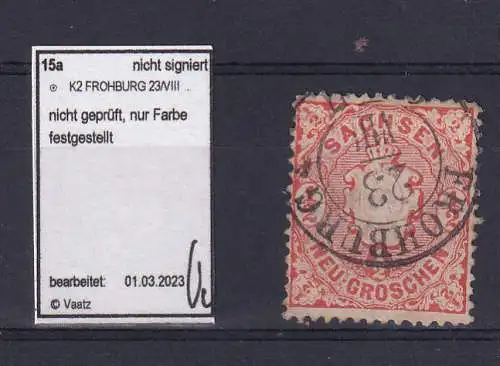 15a nicht signiert
⊙ K2 FROHBURG 23/VIII ..
nicht geprüft, nur Farbe
festgestellt
bearbeitet: 01.03.2023
© Vaatz
SACHSEN
FROHBURG
23
VIII
NEU-GROSCHEN